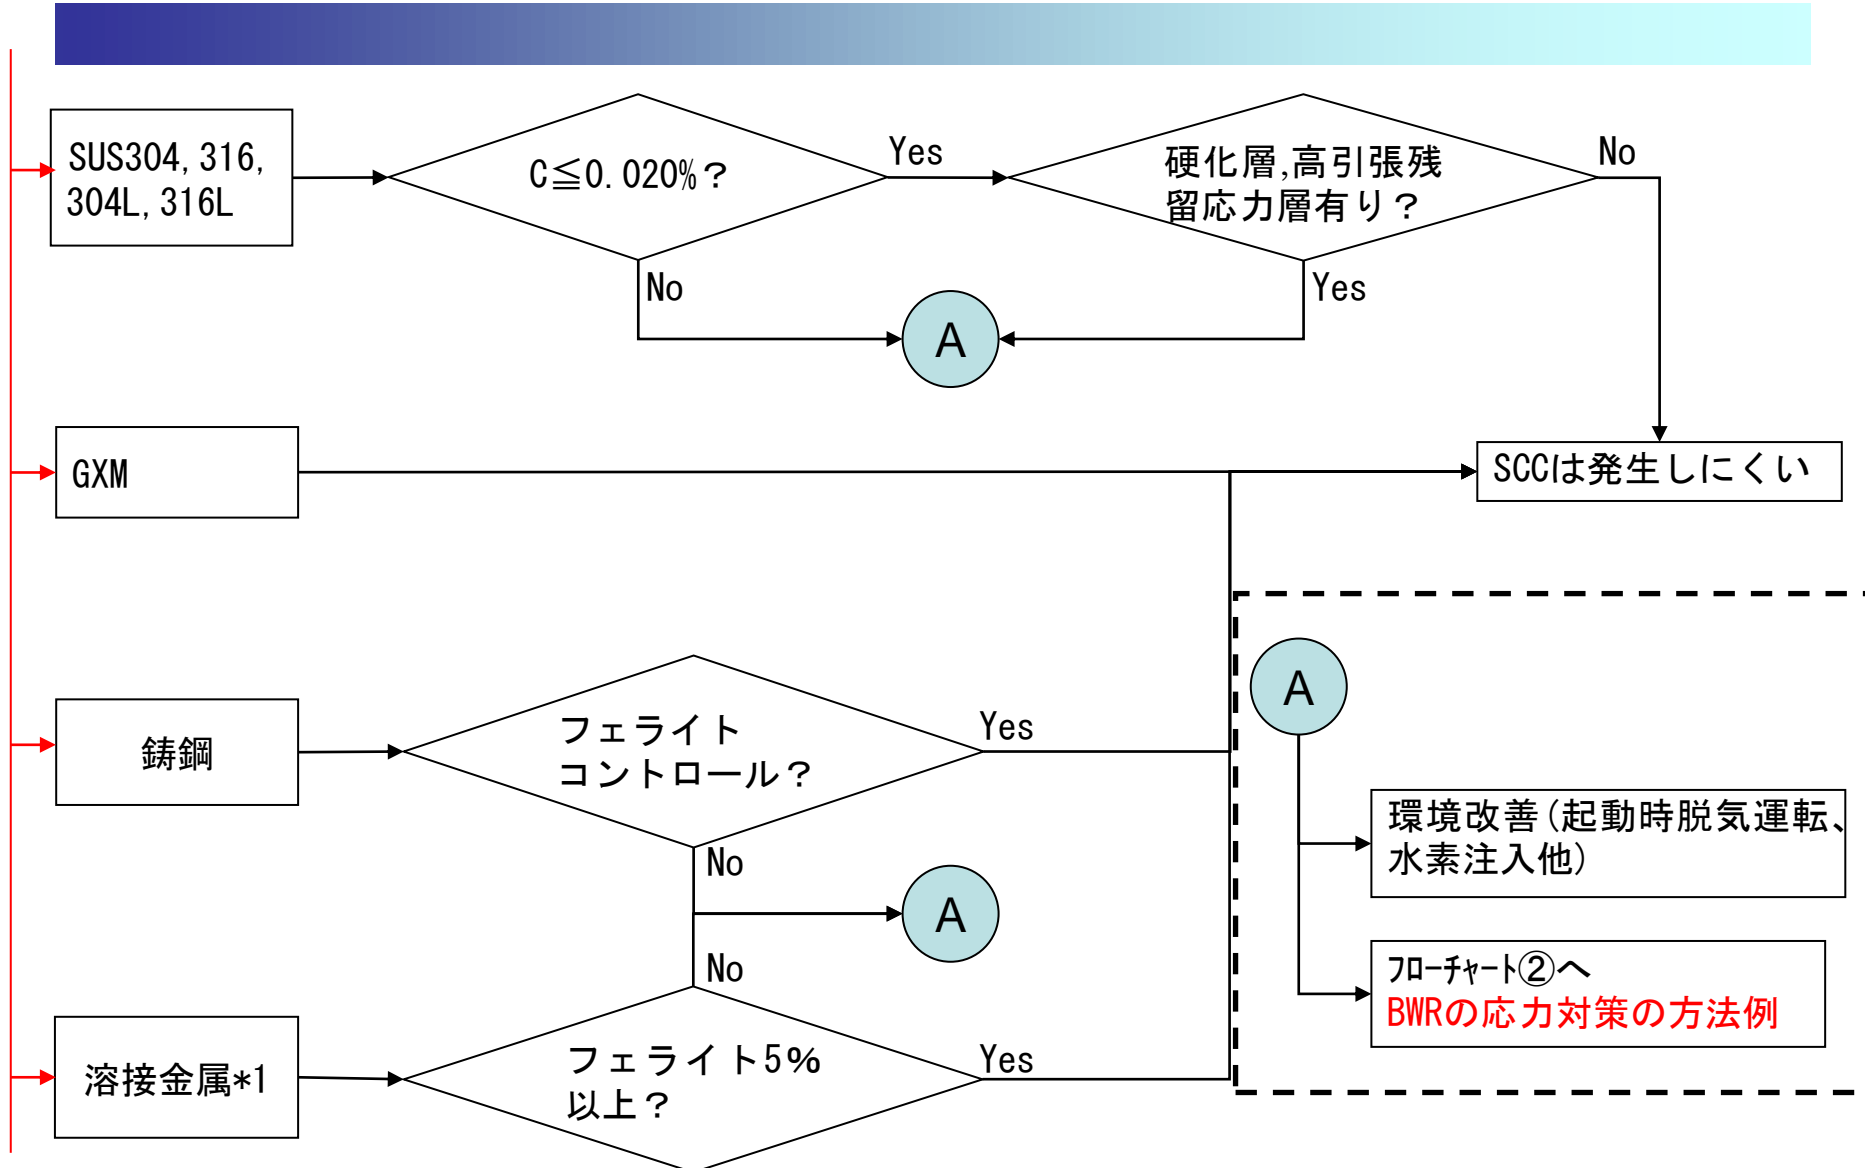 SUS304,316,
304L,316L
C≦0.020%？
Yes
硬化層,高引張残
留応力層有り？
No
No
Yes
A
GXM
SCCは発生しにくい
A
鋳鋼
フェライト
コントロール？
Yes
環境改善(起動時脱気運転、
水素注入他)
No
A
No
ﾌﾛｰﾁｬｰﾄ②へ
BWRの応力対策の方法例
溶接金属*1
フェライト5%
以上？
Yes